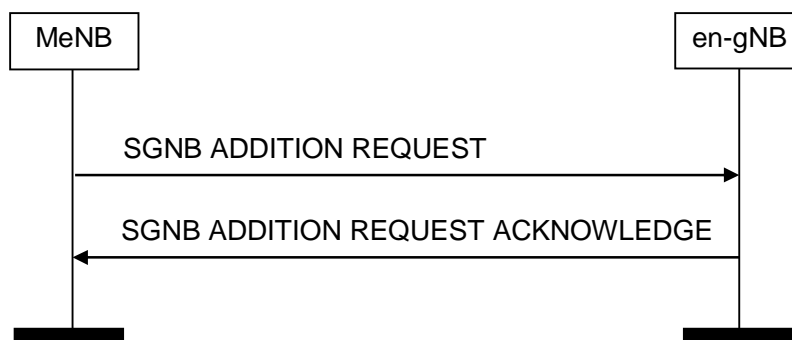 MeNB
en-gNB
SGNB ADDITION REQUEST
SGNB ADDITION REQUEST ACKNOWLEDGE